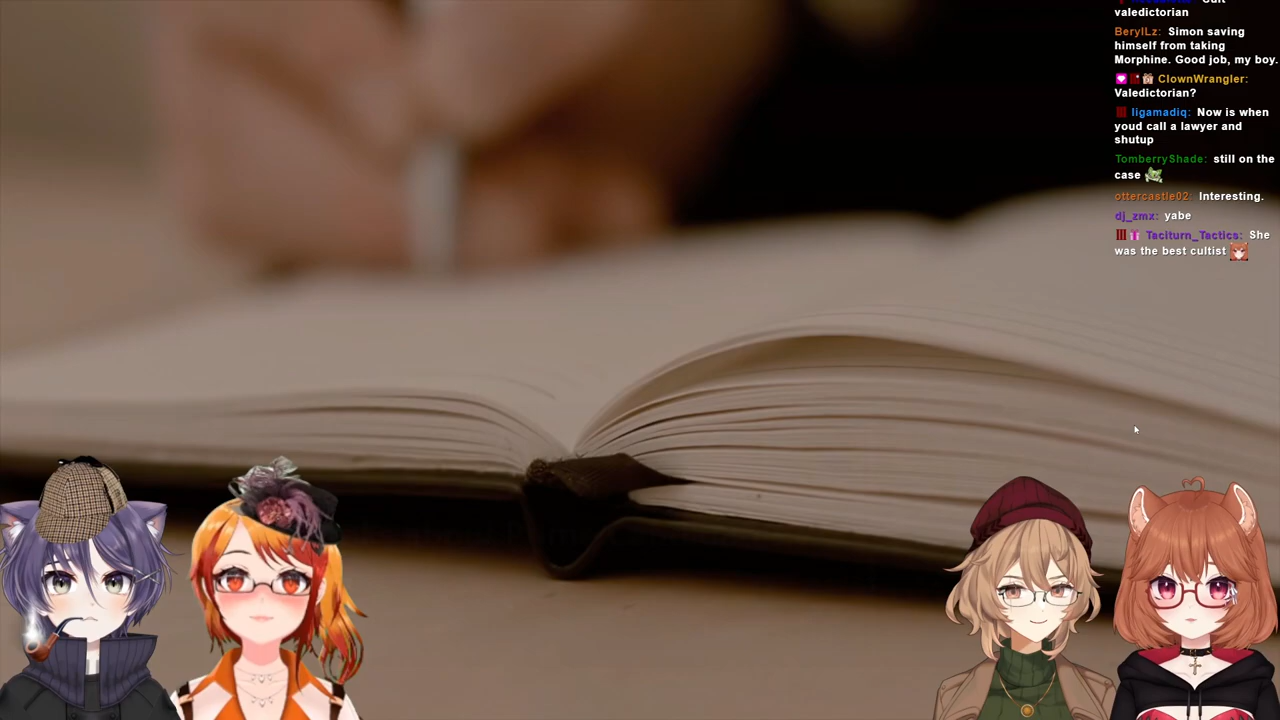 valedictorian
BerylLz: Simon saving
himself from taking
Morphine. Good job, my boy.
ClownWrangler:
Valedictorian?
ligamadiq: Now is when
youd call a lawyer and
shutup
TomberryShade: still on the
case
ottercastle02: Interesting.
dj_zmx: yabe
Taciturn_Tactics: She
was the best cultist